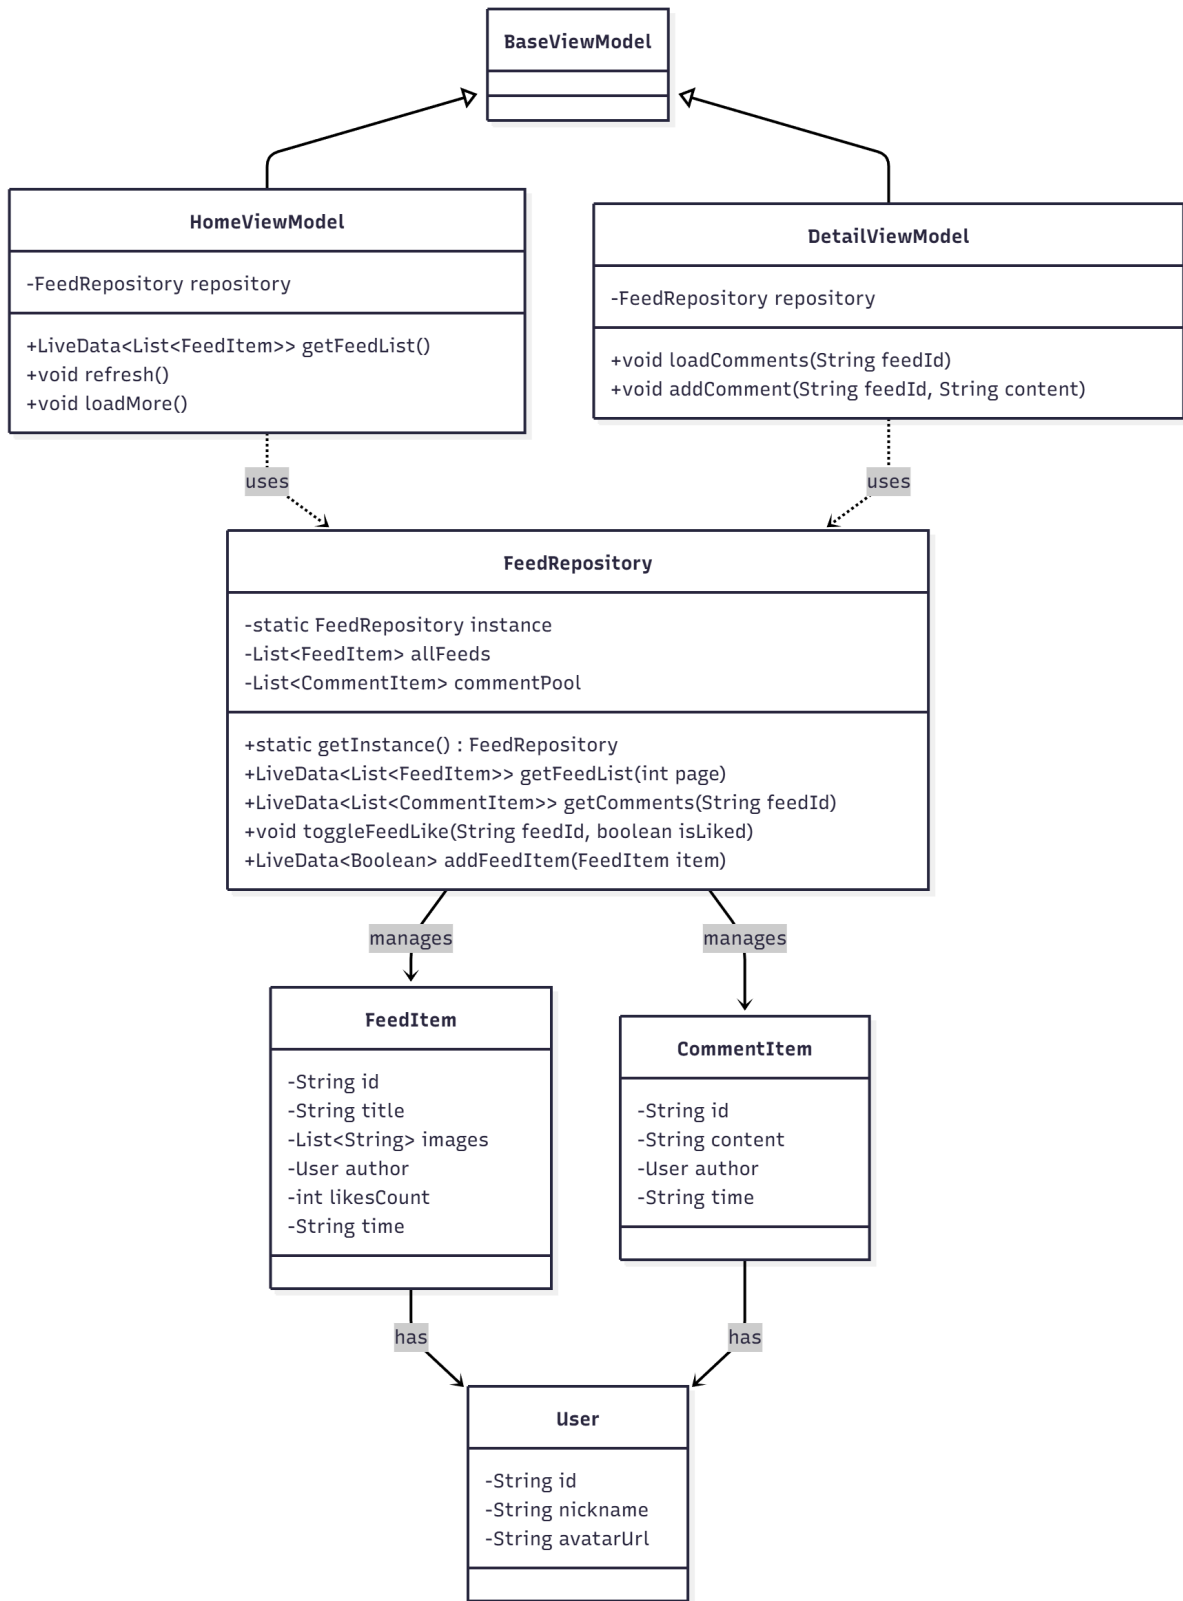 BaseViewModel
HomeViewModel
-FeedRepository repository
+LiveData<List<FeedItem>> getFeedList()
+void refresh()
+void loadMore()
DetailViewModel
-FeedRepository repository
+void loadComments(String feedId)
+void addComment(String feedId, String content)
uses
uses
FeedRepository
-static FeedRepository instance
-List<FeedItem> allFeeds
-List<CommentItem> commentPool
+static getInstance() : FeedRepository
+LiveData<List<FeedItem>> getFeedList(int page)
+LiveData<List<CommentItem>> getComments(String feedId)
+void toggleFeedLike(String feedId, boolean isLiked)
+LiveData<Boolean> addFeedItem(FeedItem item)
manages
manages
FeedItem
-String id
-String title
-List<String> images
-User author
-int likesCount
-String time
CommentItem
-String id
-String content
-User author
-String time
has
has
User
-String id
-String nickname
-String avatarUrl